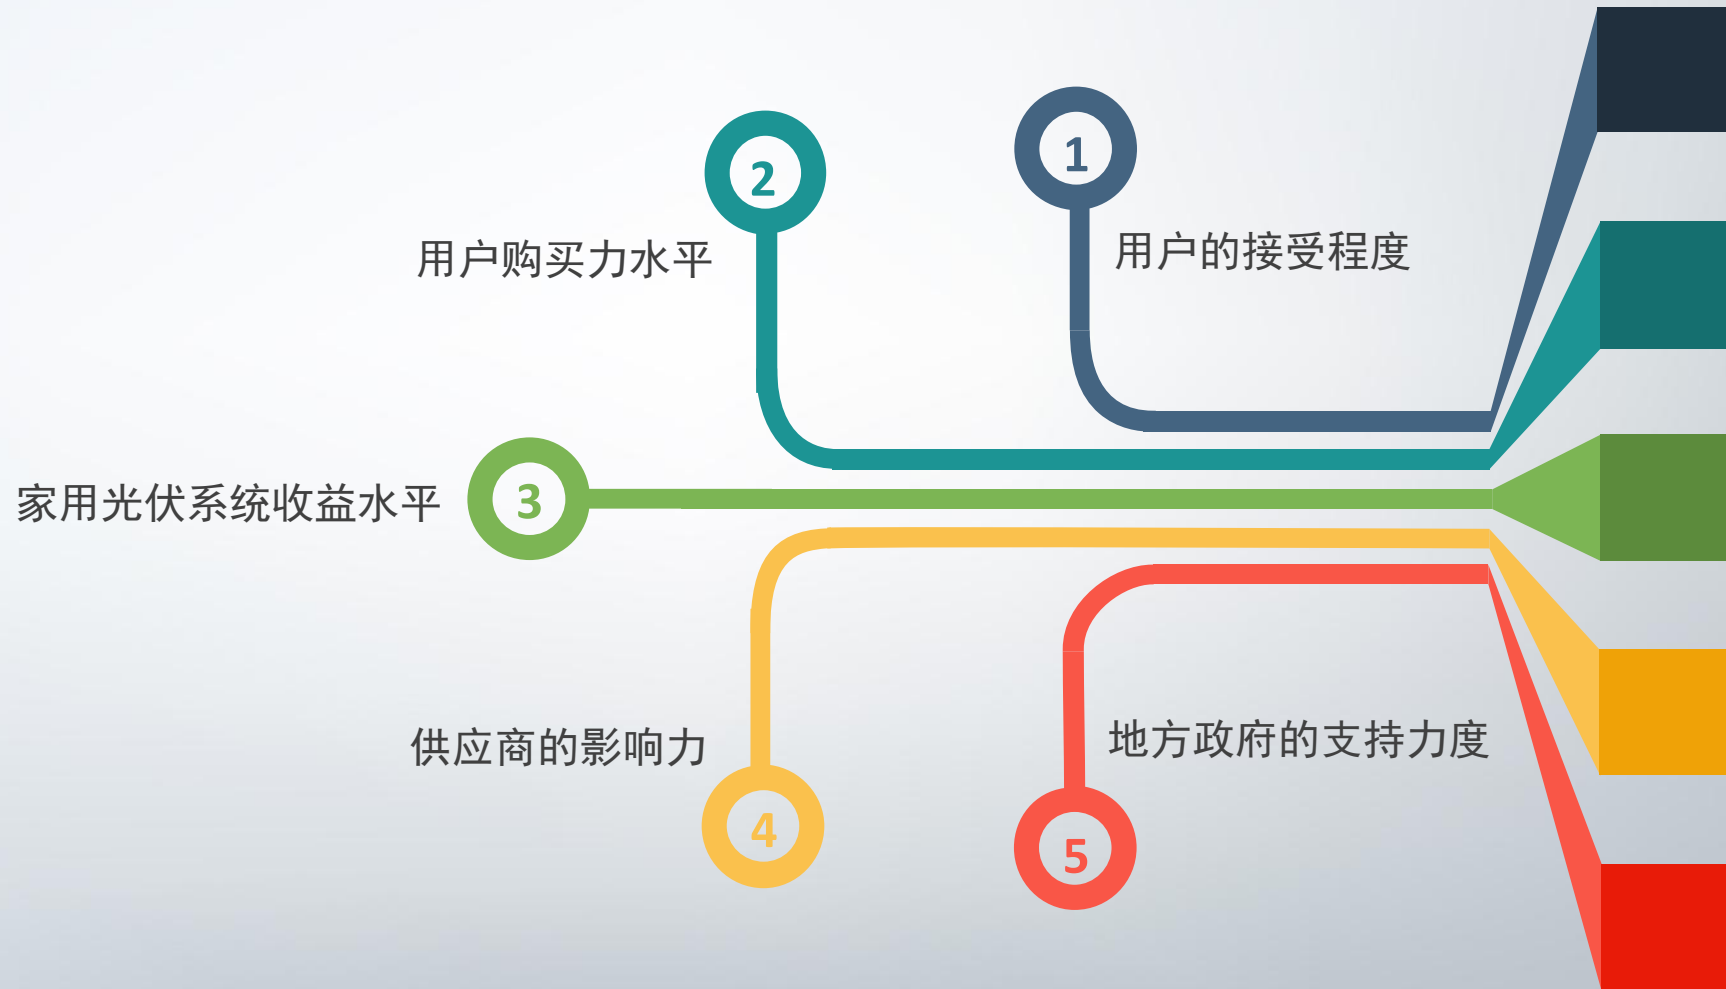 1
用户的接受程度
2
用户购买力水平
3
家用光伏系统收益水平
4
供应商的影响力
5
地方政府的支持力度